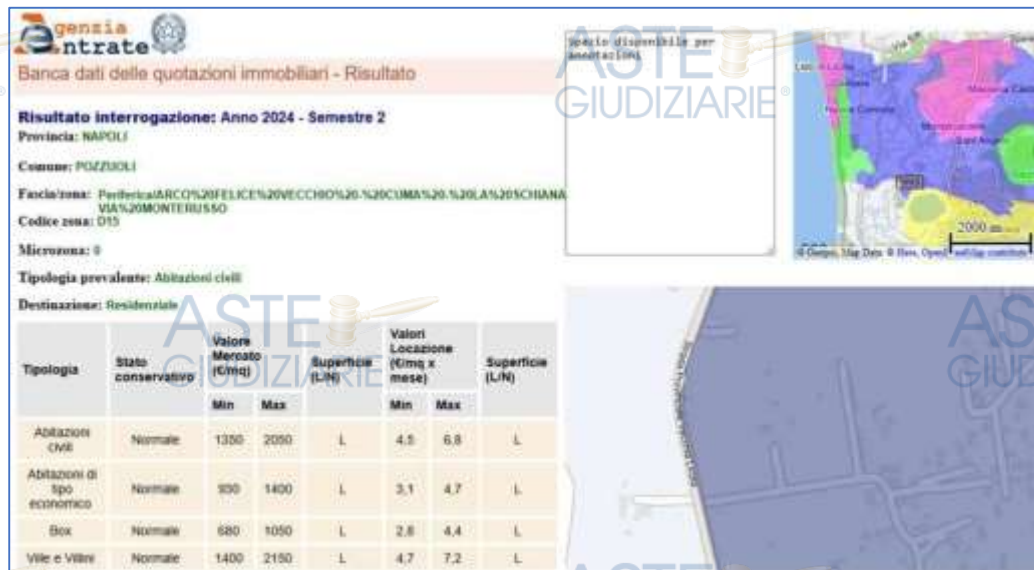 genzia
ntrate
Banca dati delle quotazioni immobiliari - Risultato
Risultato interrogazione: Anno 2024 - Semestre 2
Provincia: NAPOLI
Comune: POZZUOLI
Fascia/zona: Periferica/ARCO%20FELICE%20VECCHIO%20-%20CUMA%20-%20LA%20SCHIANA
VIA%20MONTERUSSO
Codice zona: D15
Microzona: 0
Tipologia prevalente: Abitazioni civili
Destinazione: Residenziale
Tipologia Stato conservativo Valore Mercato (€/mq) Superficie (L/N) Valori Locazione (€/mq x mese) Superficie (L/N)
Min Max Min Max
Abitazioni civili Normale 1350 2050 L 4,5 6,8 L
Abitazioni di tipo economico Normale 930 1400 L 3,1 4,7 L
Box Normale 680 1050 L 2,8 4,4 L
Ville e Villini Normale 1400 2150 L 4,7 7,2 L
spazio disponibile per
annotazioni
2000 m
ASTE
GIUDIZIARIE®
ASTE
GIUDIZIARIE
AS
GIU